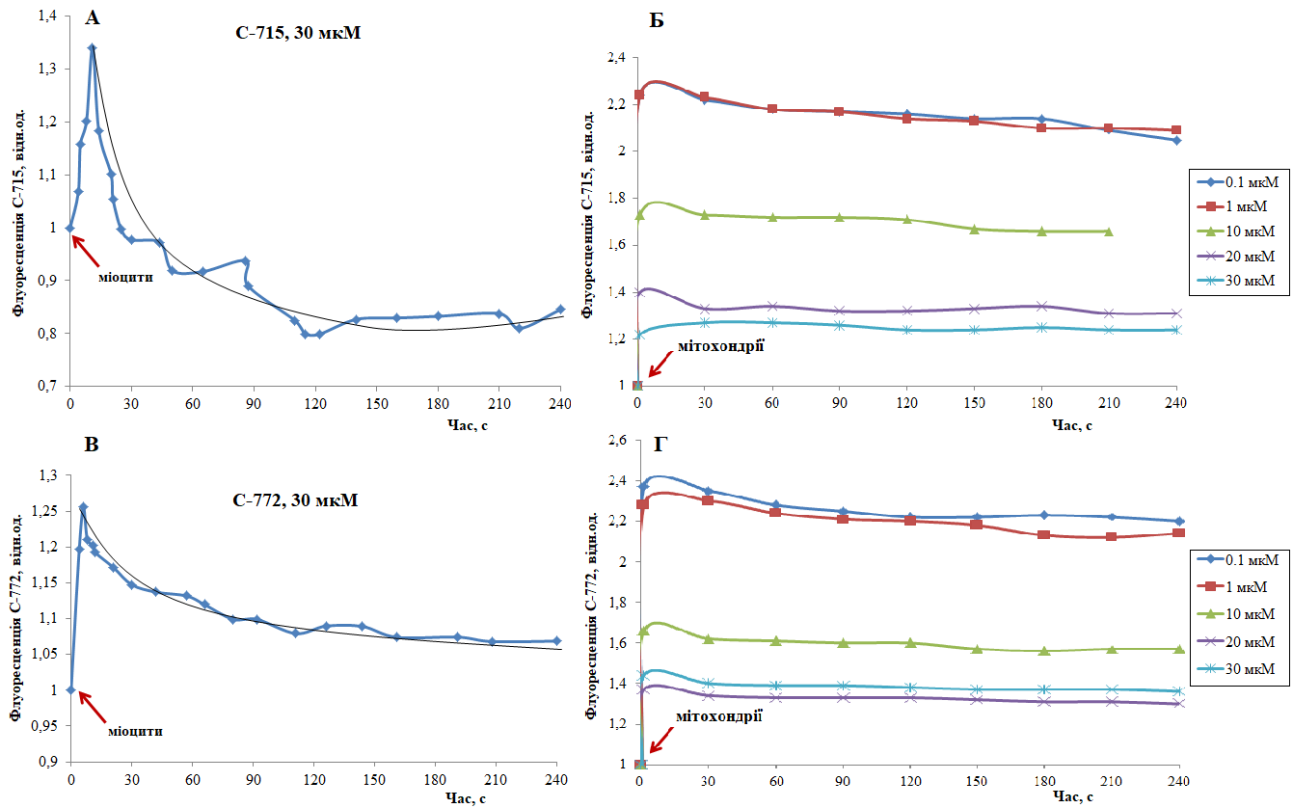 А
С-715, 30 мкМ
Флуоресценція С-715, відн.од.
1,4
1,3
1,2
1,1
1
0,9
0,8
0,7
міоцити
0 30 60 90 120 150 180 210 240
Час, с
Б
Флуоресценція С-715, відн.од.
2,4
2,2
2
1,8
1,6
1,4
1,2
1
мітохондрії
0 30 60 90 120 150 180 210 240
Час, с
0.1 мкМ
1 мкМ
10 мкМ
20 мкМ
30 мкМ
В
С-772, 30 мкМ
Флуоресценція С-772, відн.од.
1,3
1,25
1,2
1,15
1,1
1,05
1
0,95
0,9
міоцити
0 30 60 90 120 150 180 210 240
Час, с
Г
Флуоресценція С-772, відн.од.
2,6
2,4
2,2
2
1,8
1,6
1,4
1,2
1
мітохондрії
0 30 60 90 120 150 180 210 240
Час, с
0.1 мкМ
1 мкМ
10 мкМ
20 мкМ
30 мкМ